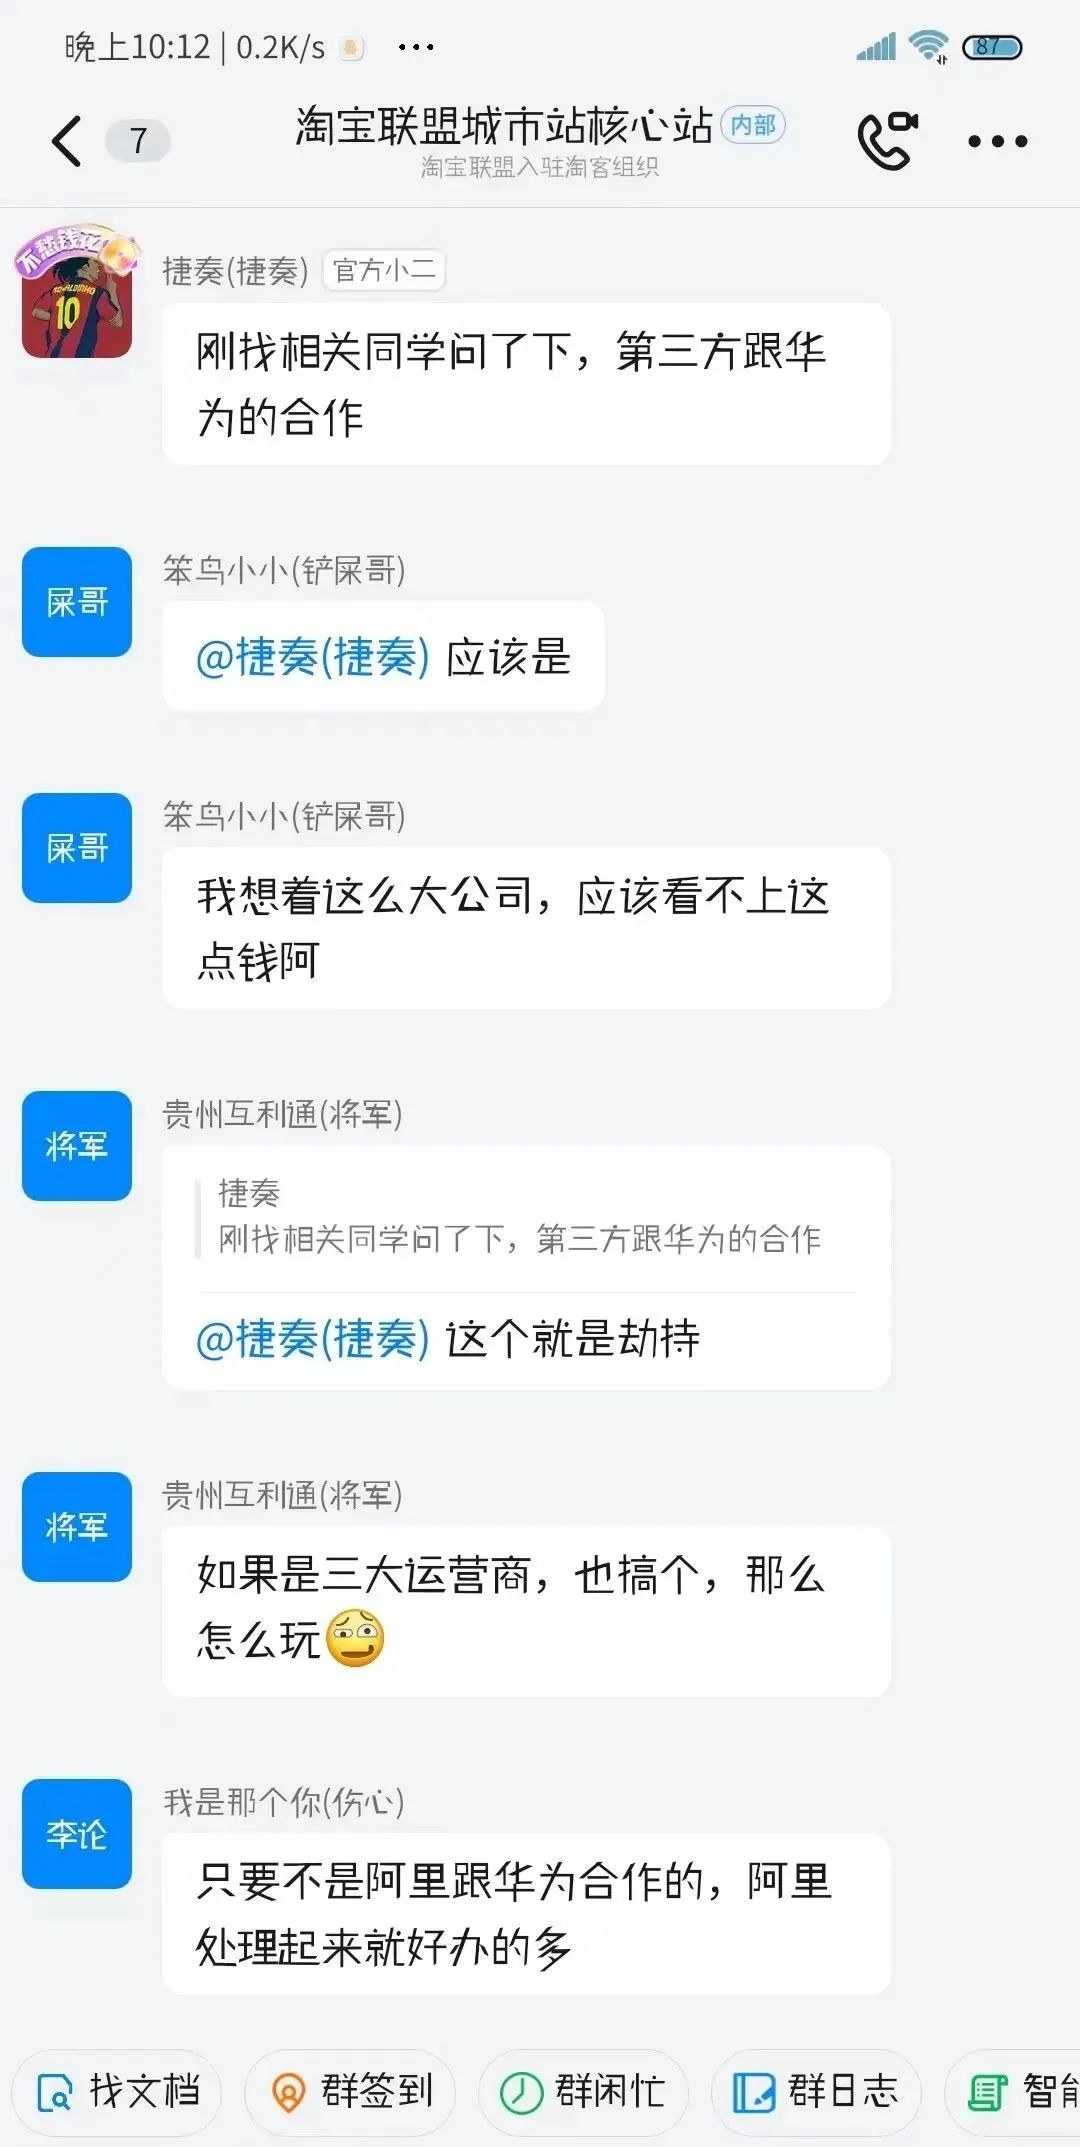 晚上10:12 | 0.2K/s ...
87
7
淘宝联盟城市站核心站 内部
淘宝联盟入驻淘客组织
不愁钱花
RONALDINHO
10
捷奏(捷奏) 官方小二
刚找相关同学问了下，第三方跟华
为的合作
屎哥
笨鸟小小(铲屎哥)
@捷奏(捷奏) 应该是
屎哥
笨鸟小小(铲屎哥)
我想着这么大公司，应该看不上这
点钱阿
将军
贵州互利通(将军)
捷奏
刚找相关同学问了下，第三方跟华为的合作
@捷奏(捷奏) 这个就是劫持
将军
贵州互利通(将军)
如果是三大运营商，也搞个，那么
怎么玩
李论
我是那个你(伤心)
只要不是阿里跟华为合作的，阿里
处理起来就好办的多
找文档 群签到 群闲忙 群日志 智能